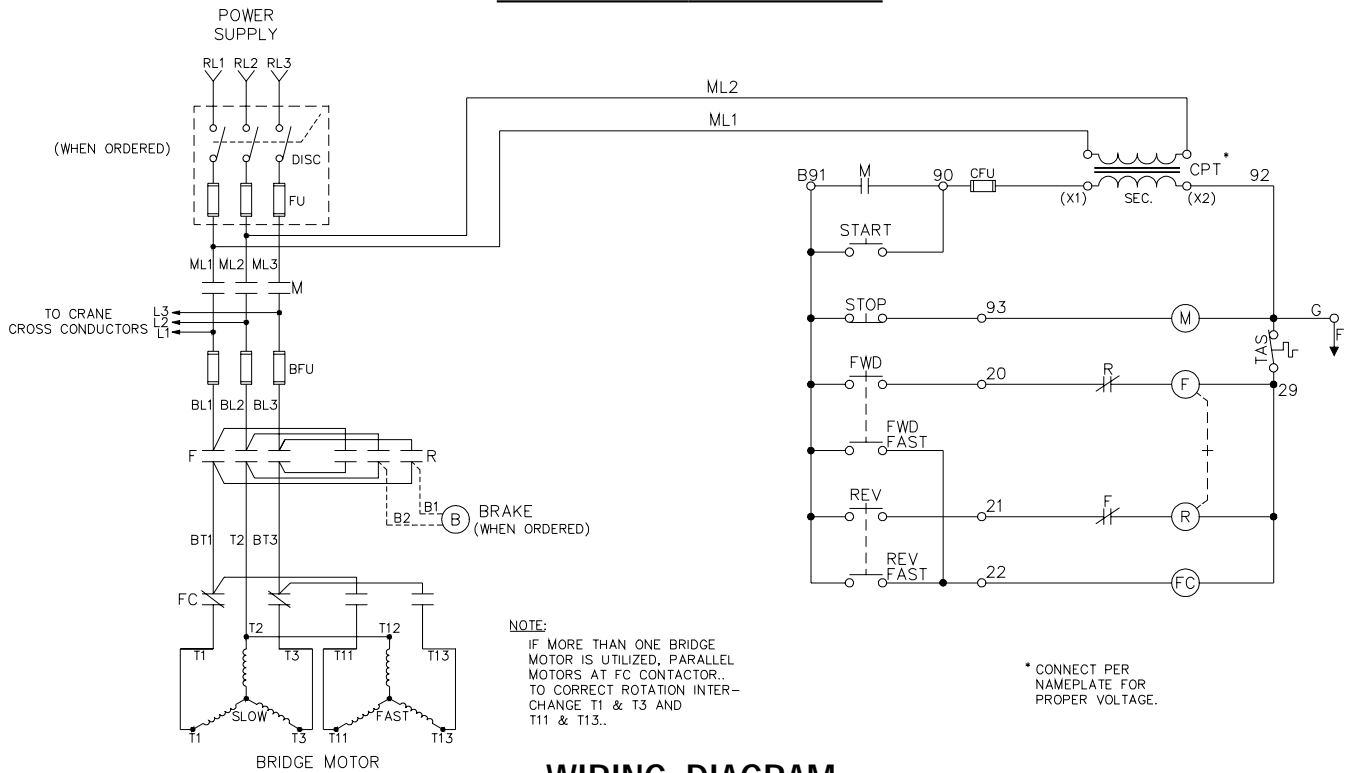 POWER
SUPPLY
RL1 RL2 RL3
(WHEN ORDERED)
DISC
FU
ML2
ML1
CPT *
B91 M 90 CFU (X1) SEC. (X2) 92
START
ML1 ML2 ML3
M
TO CRANE
CROSS CONDUCTORS
L3
L2
L1
STOP 93 M G
F
TAS
BFU
FWD 20 R F 29
BL1 BL2 BL3
FWD
FAST
F R
REV 21 F R
B1
B2 B BRAKE
(WHEN ORDERED)
BT1 T2 BT3
REV
FAST 22 FC
FC
T2 T12
T1 T3 T11 T13
SLOW FAST
T1 T3 T11 T13
BRIDGE MOTOR
NOTE:
IF MORE THAN ONE BRIDGE
MOTOR IS UTILIZED, PARALLEL
MOTORS AT FC CONTACTOR..
TO CORRECT ROTATION INTER-
CHANGE T1 & T3 AND
T11 & T13..
* CONNECT PER
NAMEPLATE FOR
PROPER VOLTAGE.
WIRING DIAGRAM